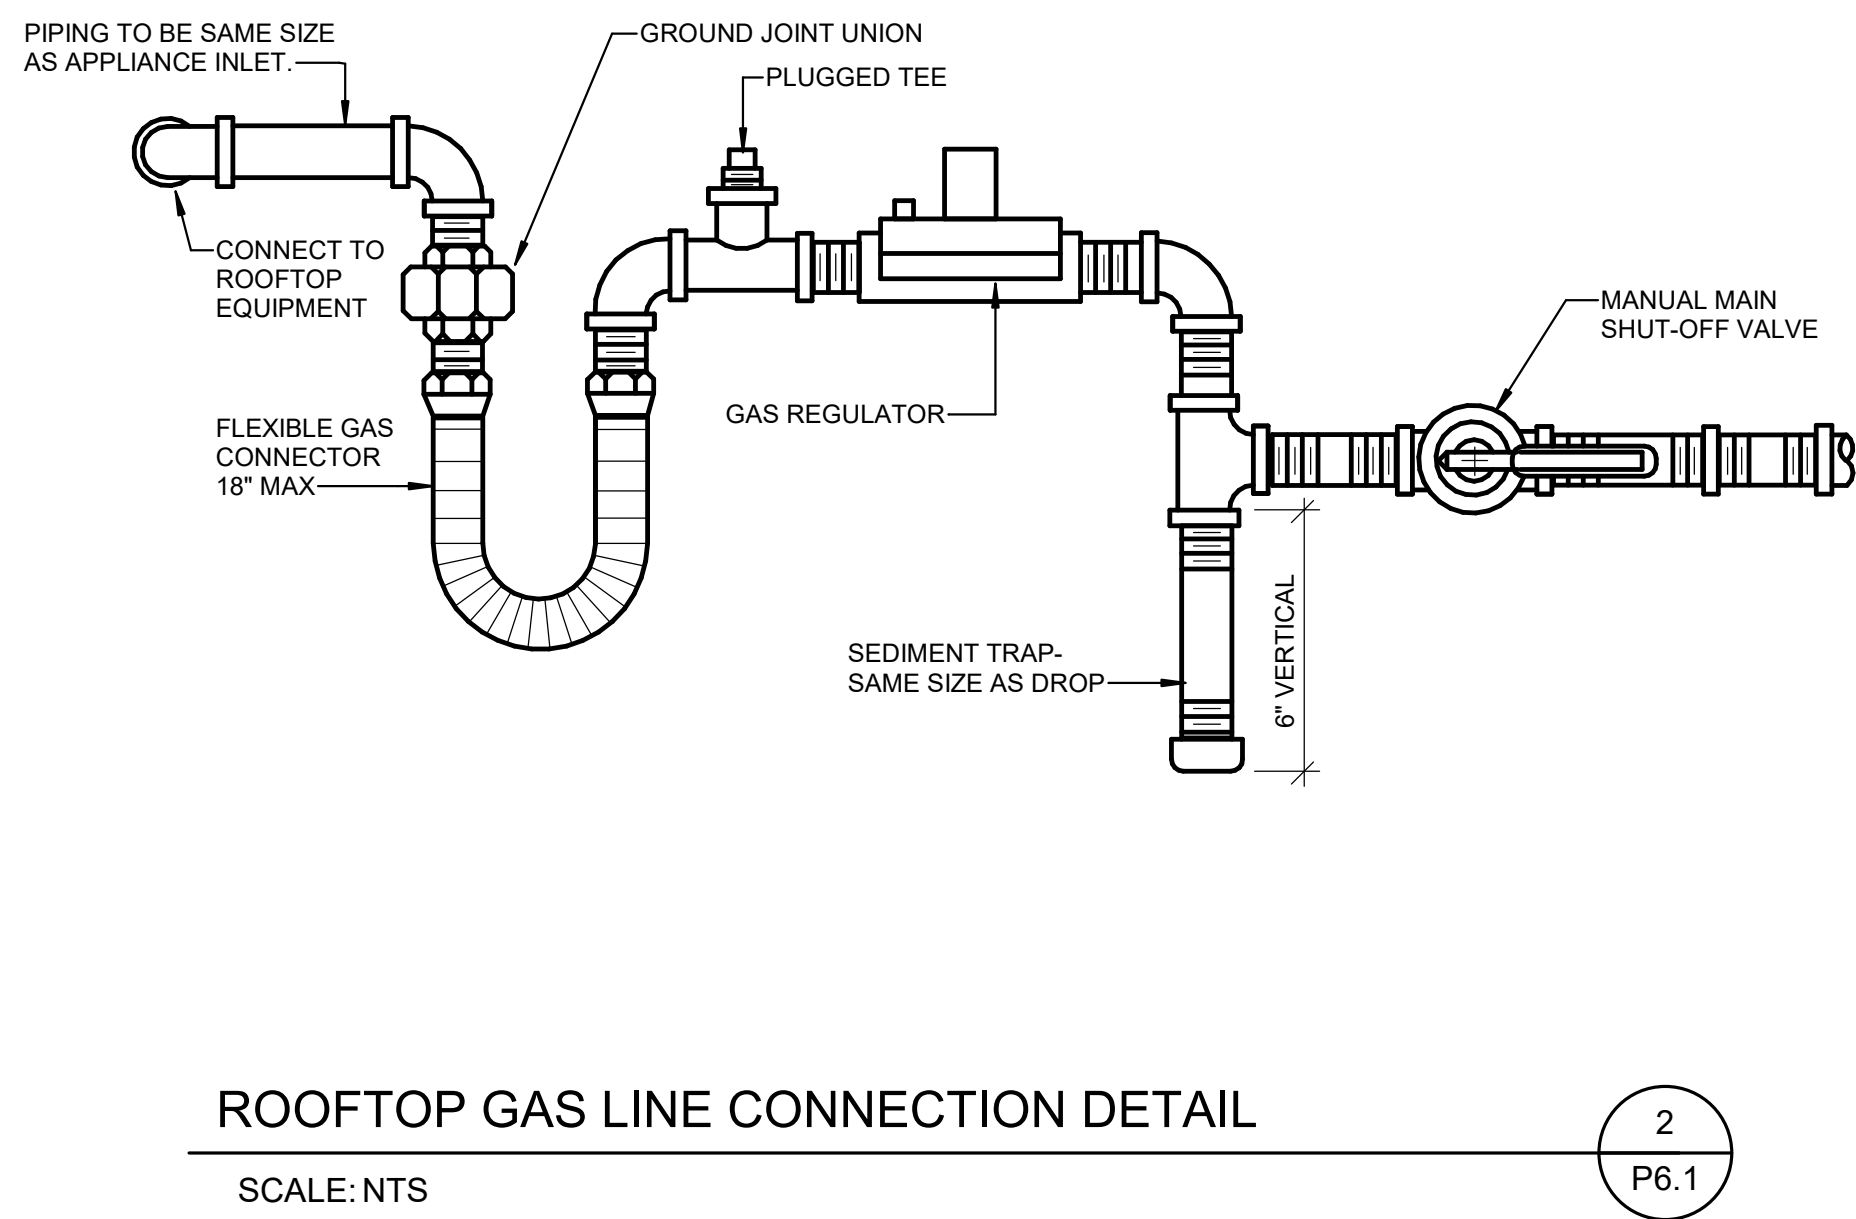 PIPING TO BE SAME SIZE
AS APPLIANCE INLET.
GROUND JOINT UNION
PLUGGED TEE
CONNECT TO
ROOFTOP
EQUIPMENT
MANUAL MAIN
SHUT-OFF VALVE
GAS REGULATOR
FLEXIBLE GAS
CONNECTOR
18" MAX
SEDIMENT TRAP-
SAME SIZE AS DROP
6" VERTICAL
ROOFTOP GAS LINE CONNECTION DETAIL
SCALE: NTS
2
P6.1